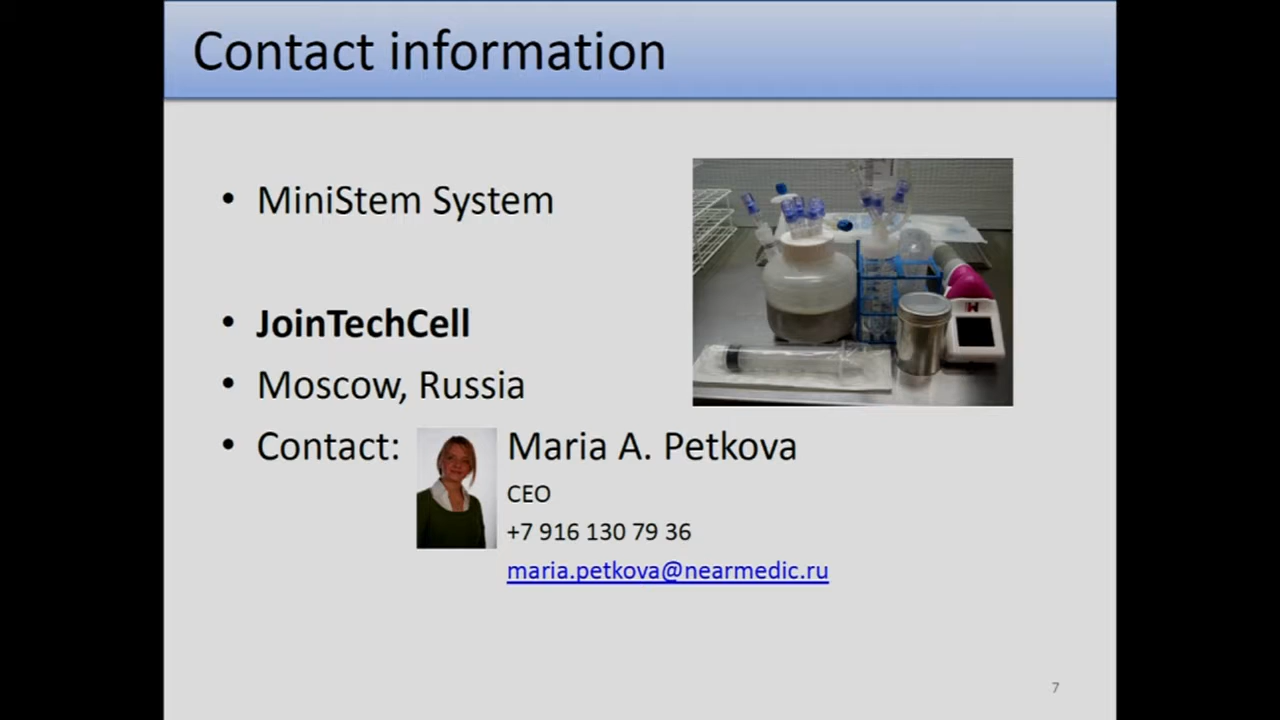 Contact information
• MiniStem System
• JoinTechCell
• Moscow, Russia
• Contact: Maria A. Petkova
CEO
+7 916 130 79 36
maria.petkova@nearmedic.ru
7